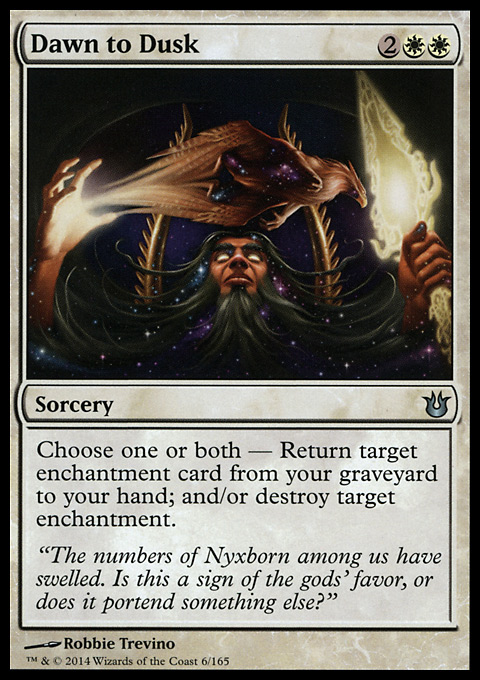 Dawn to Dusk 2
Sorcery
Choose one or both — Return target
enchantment card from your graveyard
to your hand; and/or destroy target
enchantment.
“The numbers of Nyxborn among us have
swelled. Is this a sign of the gods’ favor, or
does it portend something else?”
Robbie Trevino
™ & © 2014 Wizards of the Coast 6/165